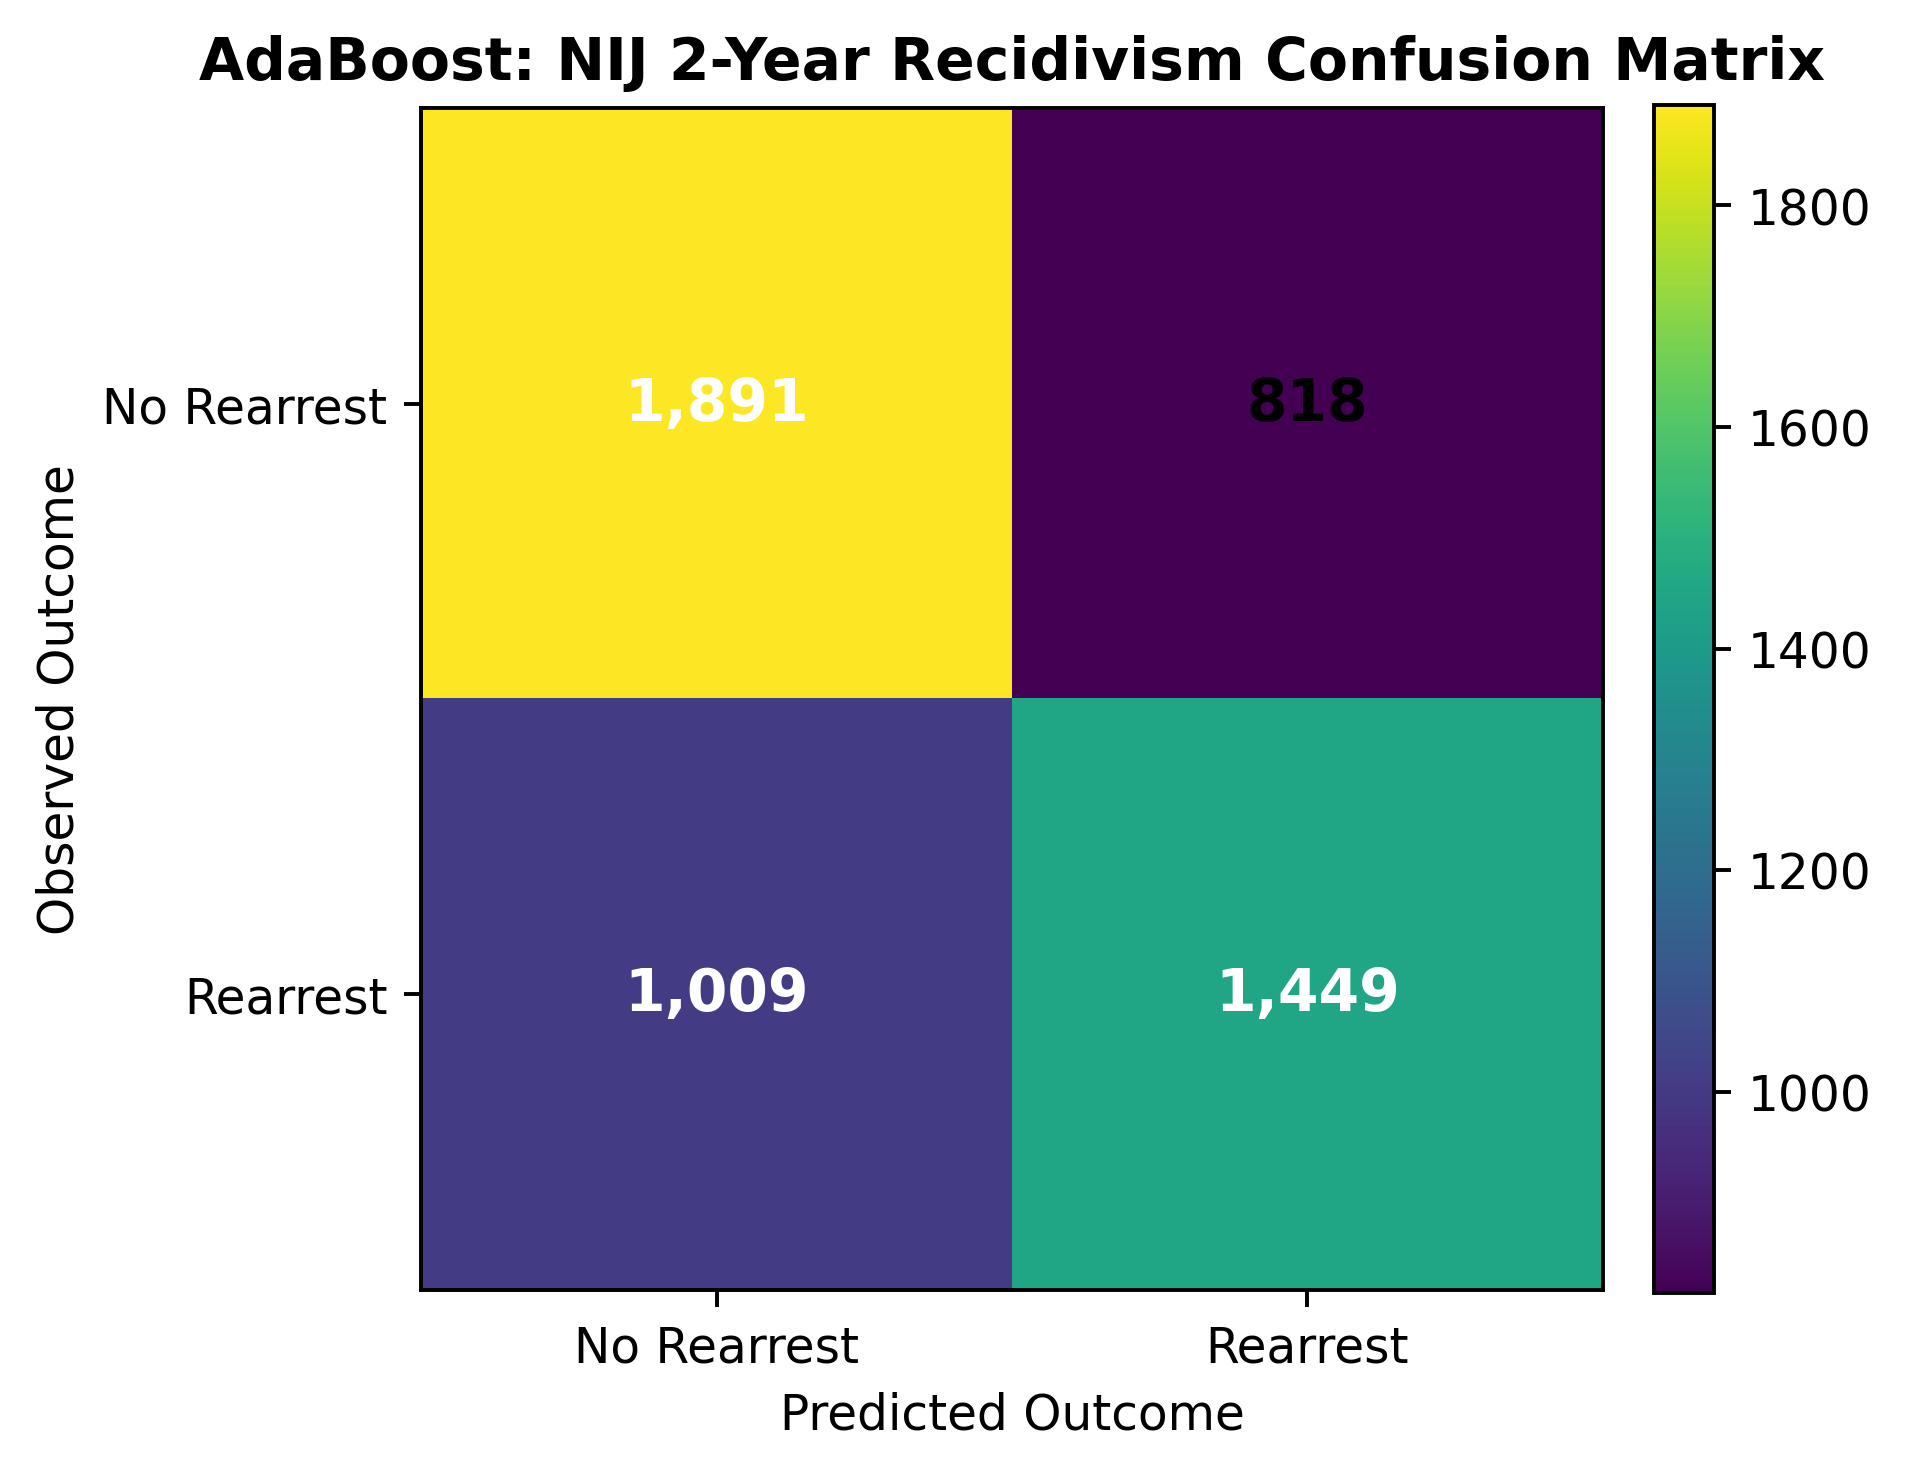 AdaBoost: NIJ 2-Year Recidivism Confusion Matrix
Observed Outcome
No Rearrest
1,891
818
Rearrest
1,009
1,449
No Rearrest
Rearrest
Predicted Outcome
1800
1600
1400
1200
1000